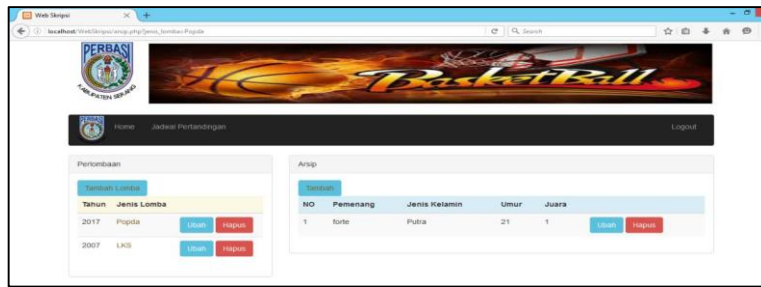 Web Skripsi
localhost/WebSkripsi/arsip.php?jenis_lomba=Popda
Search
PERBASI
KABUPATEN SERANG
BasketBall
Home Jadwal Pertandingan Logout
Perlombaan
Tambah Lomba
Tahun Jenis Lomba
2017 Popda Ubah Hapus
2007 LKS Ubah Hapus
Arsip
Tambah
NO Pemenang Jenis Kelamin Umur Juara
1 forte Putra 21 1 Ubah Hapus